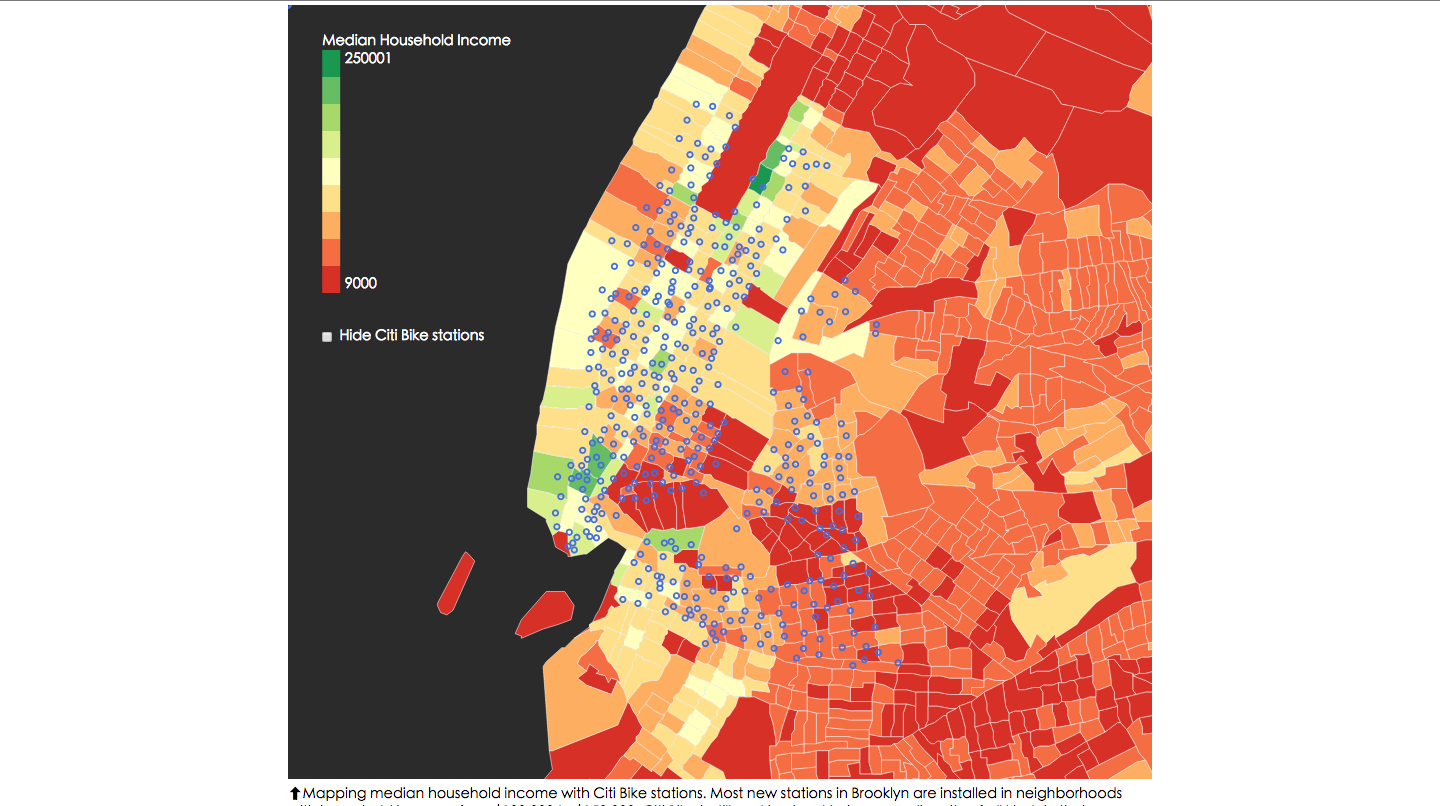 Median Household Income
250001
9000
Hide Citi Bike stations
⬆Mapping median household income with Citi Bike stations. Most new stations in Brooklyn are installed in neighborhoods